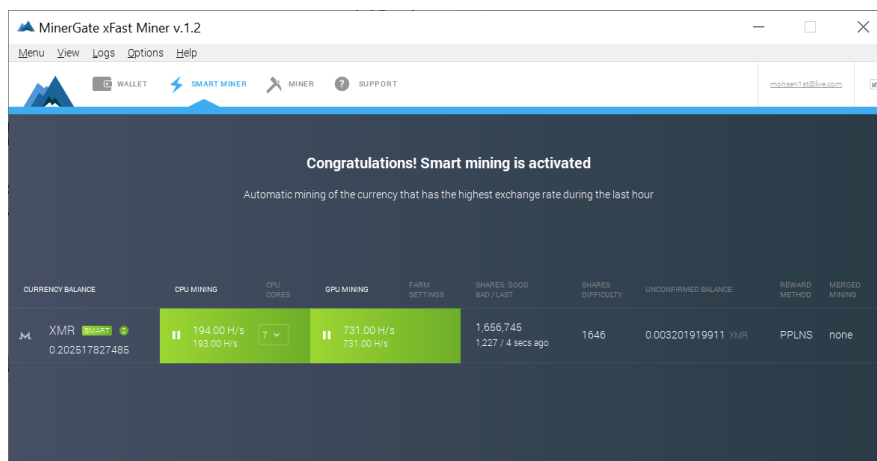 MinerGate xFast Miner v.1.2
Menu View Logs Options Help
WALLET SMART MINER MINER ? SUPPORT mohsen1st@live.com
Congratulations! Smart mining is activated
Automatic mining of the currency that has the highest exchange rate during the last hour
CURRENCY BALANCE CPU MINING CPU CORES GPU MINING FARM SETTINGS SHARES: GOOD BAD / LAST SHARES DIFFICULTY UNCONFIRMED BALANCE REWARD METHOD MERGED MINING
XMR SMART 194.00 H/s 7 731.00 H/s 1,656,745 1646 0.003201919911 XMR PPLNS none
0.202517827485 193.00 H/s 731.00 H/s 1,227 / 4 secs ago